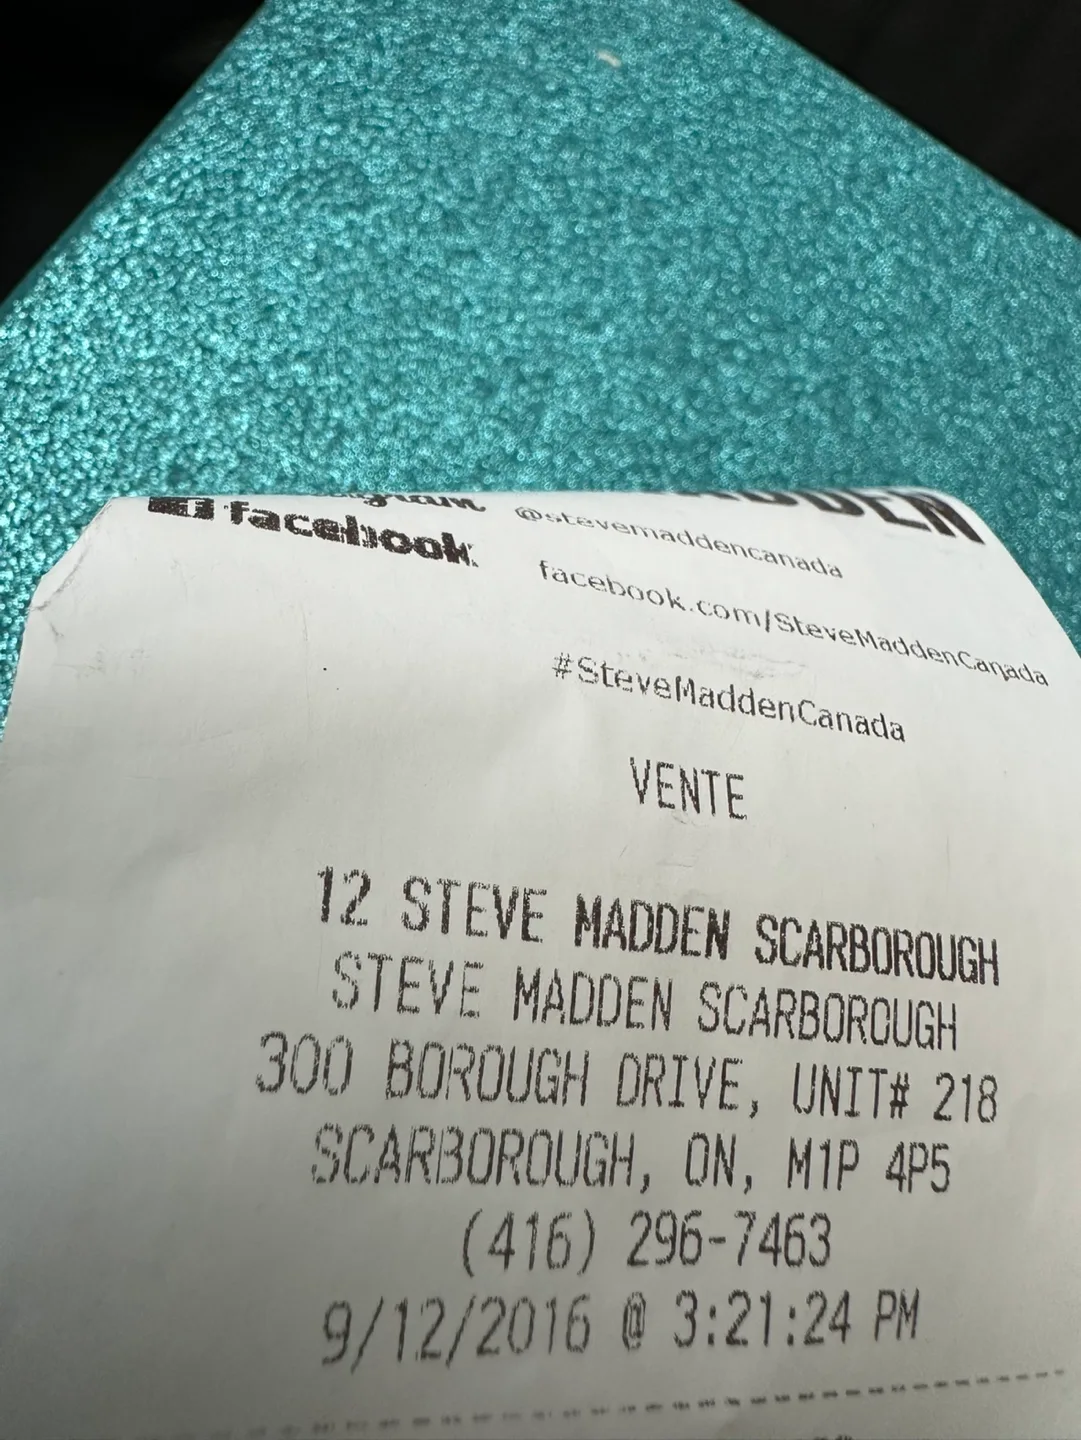 @stevemaddencanada
facebook
facebook.com/SteveMaddenCanada
#SteveMaddenCanada
VENTE
12 STEVE MADDEN SCARBOROUGH
STEVE MADDEN SCARBOROUGH
300 BOROUGH DRIVE, UNIT# 218
SCARBOROUGH, ON, M1P 4P5
(416) 296-7463
9/12/2016 @ 3:21:24 PM